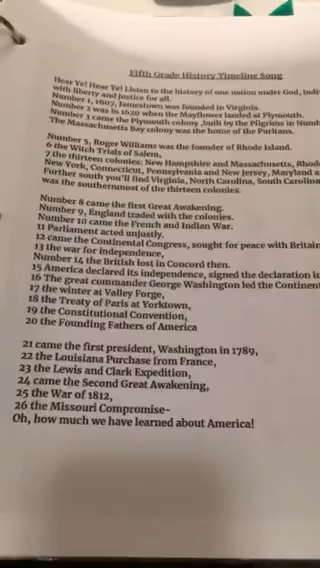 Fifth Grade History Timeline Song
Hear Ye! Hear Ye! Listen to the history of one nation under God, indi
with liberty and justice for all.
Number 1, 1607, Jamestown was founded in Virginia.
Number 2 was in 1620 when the Mayflower landed at Plymouth.
Number 3 came the Plymouth colony ,built by the Pilgrims in Numb
The Massachusetts Bay colony was the house of the Puritans.
Number 5, Roger Williams was the founder of Rhode Island.
6 the Witch Trials of Salem,
7 the thirteen colonies: New Hampshire and Massachusetts, Rhod
New York, Connecticut, Pennsylvania and New Jersey, Maryland a
Further south you'll find Virginia, North Carolina, South Carolina
was the southernmost of the thirteen colonies.
Number 8 came the first Great Awakening.
Number 9, England traded with the colonies.
Number 10 came the French and Indian War.
11 Parliament acted unjustly.
12 came the Continental Congress, sought for peace with Britain
13 the war for independence,
Number 14 the British lost in Concord then.
15 America declared its independence, signed the declaration in
16 The great commander George Washington led the Continent
17 the winter at Valley Forge,
18 the Treaty of Paris at Yorktown,
19 the Constitutional Convention,
20 the Founding Fathers of America
21 came the first president, Washington in 1789,
22 the Louisiana Purchase from France,
23 the Lewis and Clark Expedition,
24 came the Second Great Awakening,
25 the War of 1812,
26 the Missouri Compromise-
Oh, how much we have learned about America!